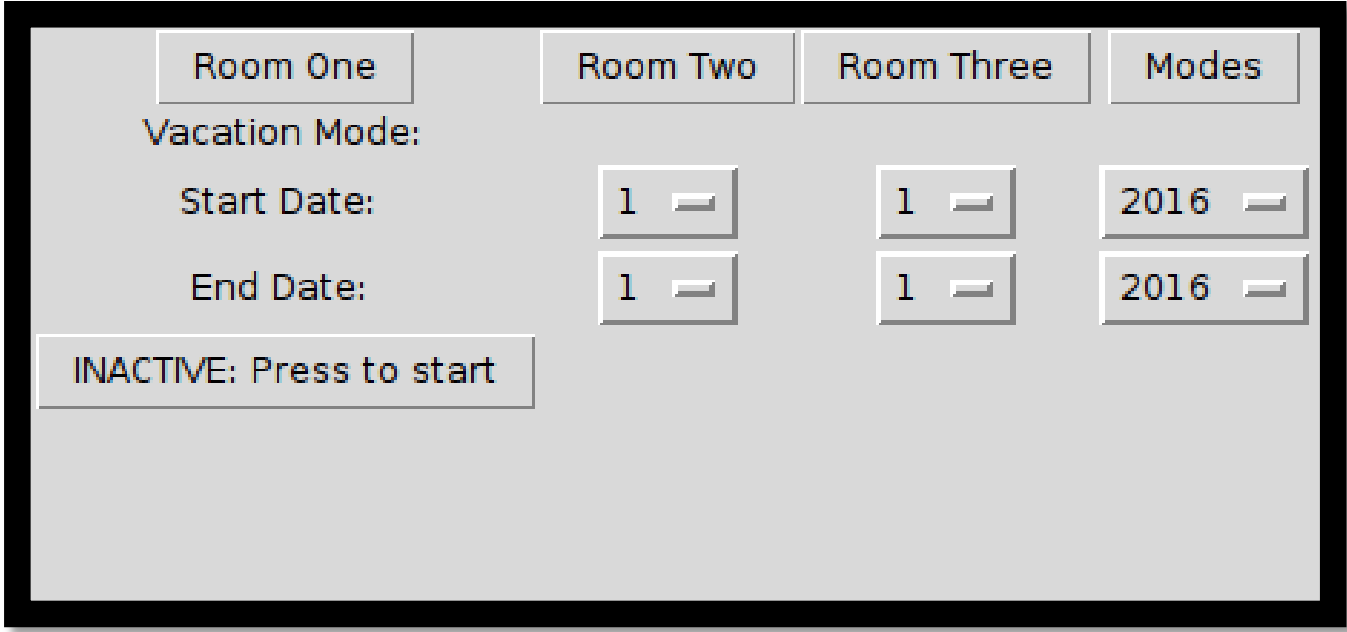 Room One Room Two Room Three Modes
Vacation Mode:
Start Date: 1 1 2016
End Date: 1 1 2016
INACTIVE: Press to start